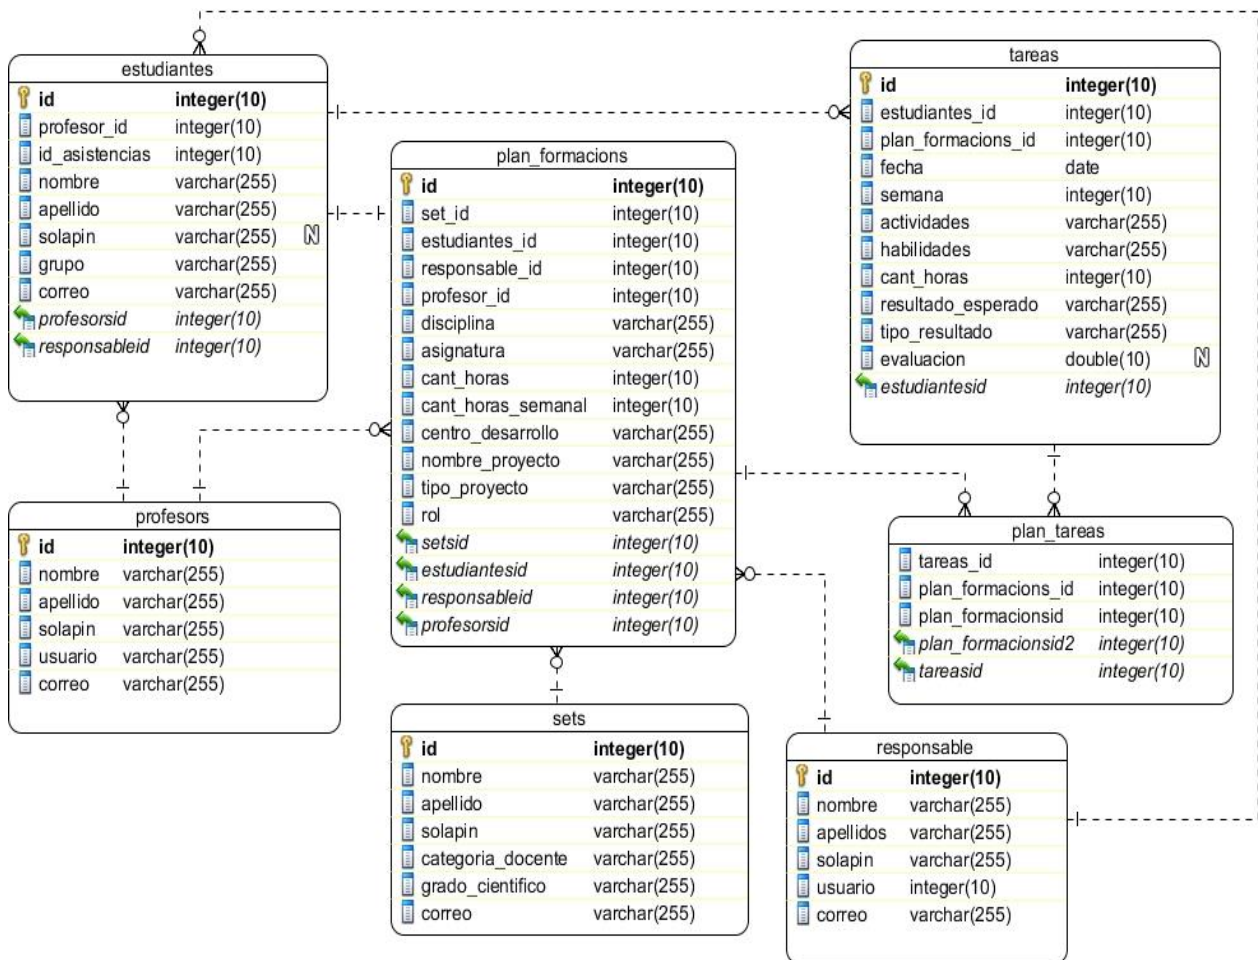 estudiantes
id integer(10)
profesor_id integer(10)
id_asistencias integer(10)
nombre varchar(255)
apellido varchar(255)
solapin varchar(255) N
grupo varchar(255)
correo varchar(255)
profesorsid integer(10)
responsableid integer(10)
profesors
id integer(10)
nombre varchar(255)
apellido varchar(255)
solapin varchar(255)
usuario varchar(255)
correo varchar(255)
plan_formacions
id integer(10)
set_id integer(10)
estudiantes_id integer(10)
responsable_id integer(10)
profesor_id integer(10)
disciplina varchar(255)
asignatura varchar(255)
cant_horas integer(10)
cant_horas_semanal integer(10)
centro_desarrollo varchar(255)
nombre_proyecto varchar(255)
tipo_proyecto varchar(255)
rol varchar(255)
setsid integer(10)
estudiantesid integer(10)
responsableid integer(10)
profesorsid integer(10)
sets
id integer(10)
nombre varchar(255)
apellido varchar(255)
solapin varchar(255)
categoria_docente varchar(255)
grado_cientifico varchar(255)
correo varchar(255)
tareas
id integer(10)
estudiantes_id integer(10)
plan_formacions_id integer(10)
fecha date
semana integer(10)
actividades varchar(255)
habilidades varchar(255)
cant_horas integer(10)
resultado_esperado varchar(255)
tipo_resultado varchar(255)
evaluacion double(10) N
estudiantesid integer(10)
plan_tareas
tareas_id integer(10)
plan_formacions_id integer(10)
plan_formacionsid integer(10)
plan_formacionsid2 integer(10)
tareasid integer(10)
responsable
id integer(10)
nombre varchar(255)
apellidos varchar(255)
solapin varchar(255)
usuario integer(10)
correo varchar(255)